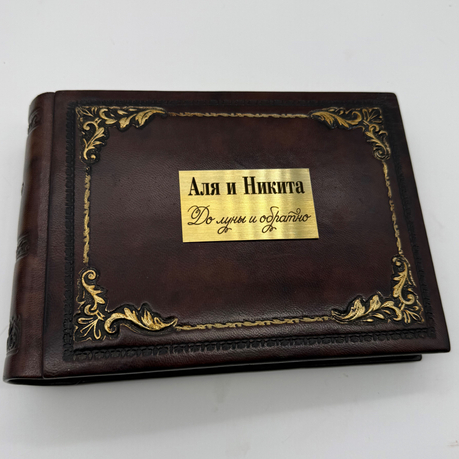 Аля и Никита
До луны и обратно